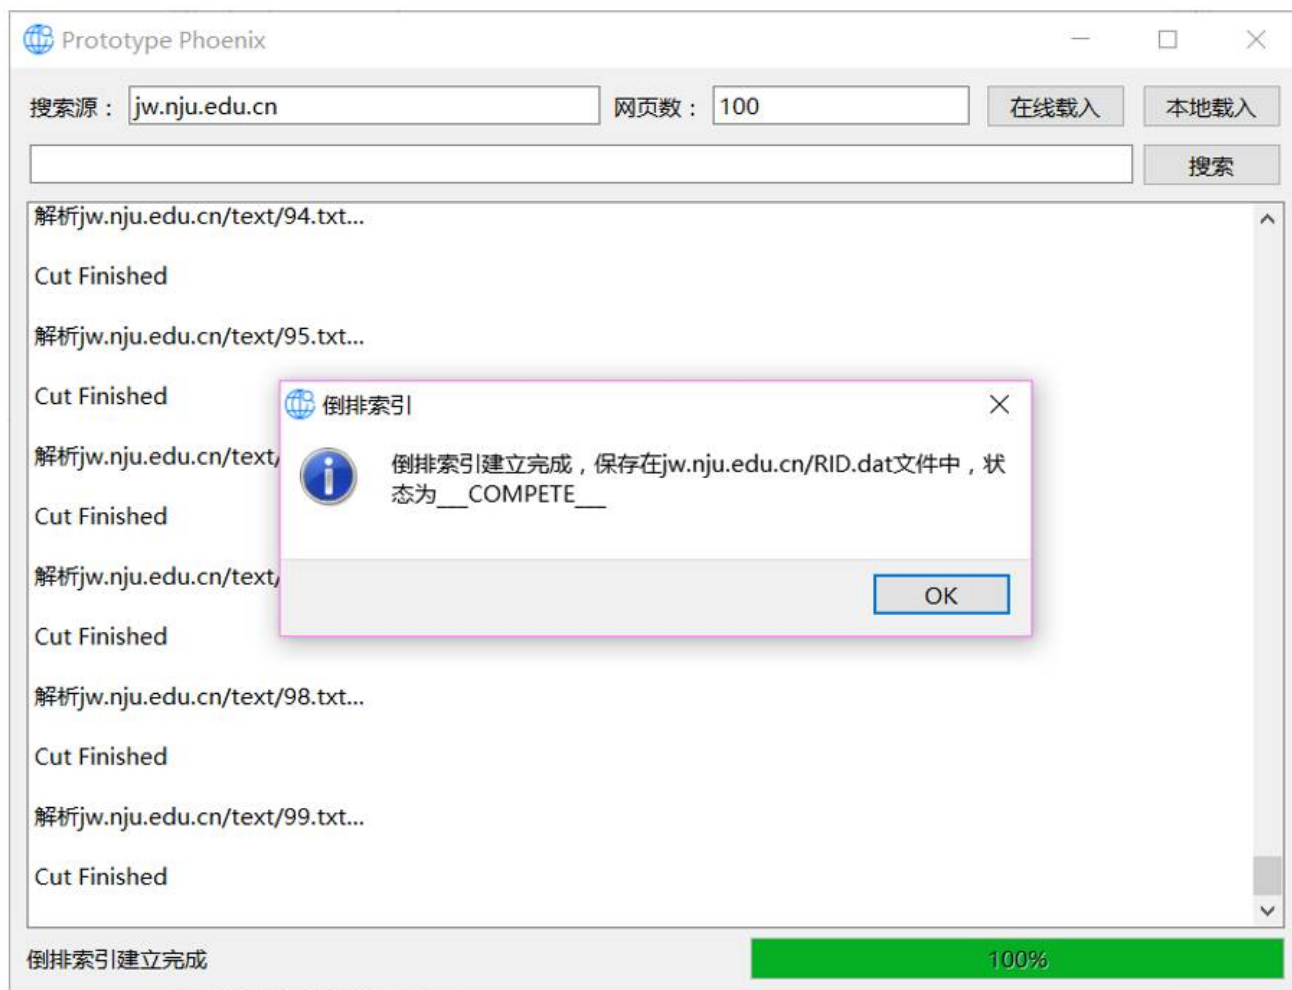 Prototype Phoenix
搜索源： jw.nju.edu.cn 网页数： 100 在线载入 本地载入
搜索
解析jw.nju.edu.cn/text/94.txt...
Cut Finished
解析jw.nju.edu.cn/text/95.txt...
Cut Finished
倒排索引
解析jw.nju.edu.cn/text/
倒排索引建立完成，保存在jw.nju.edu.cn/RID.dat文件中，状
态为___COMPETE___
Cut Finished
解析jw.nju.edu.cn/text/
OK
Cut Finished
解析jw.nju.edu.cn/text/98.txt...
Cut Finished
解析jw.nju.edu.cn/text/99.txt...
Cut Finished
倒排索引建立完成 100%